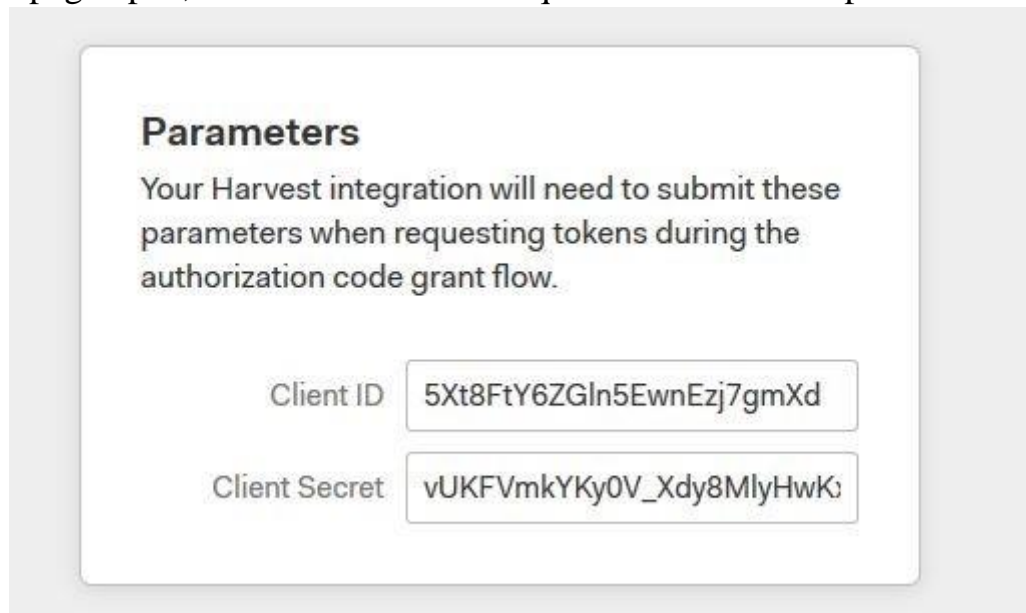 Parameters
Your Harvest integration will need to submit these
parameters when requesting tokens during the
authorization code grant flow.
Client ID 5Xt8FtY6ZGln5EwnEzj7gmXd
Client Secret vUKFVmkYKy0V_Xdy8MlyHwK